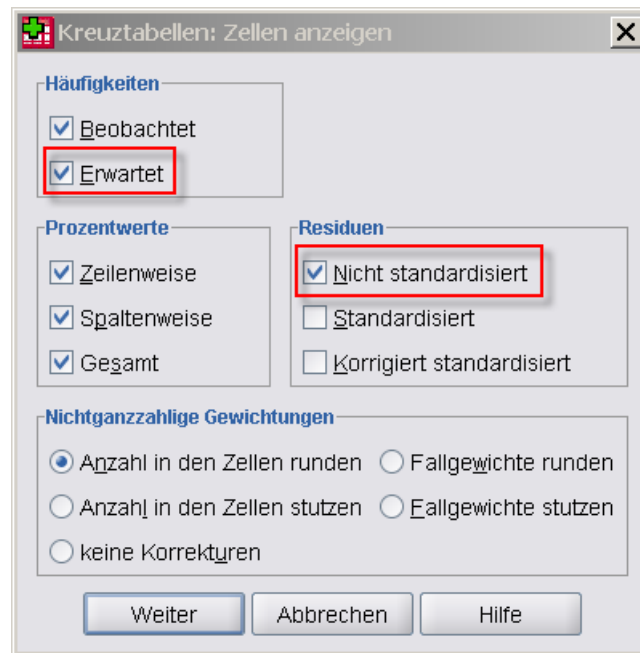 Kreuztabellen: Zellen anzeigen
Häufigkeiten
Beobachtet
Erwartet
Prozentwerte
Zeilenweise
Spaltenweise
Gesamt
Residuen
Nicht standardisiert
Standardisiert
Korrigiert standardisiert
Nichtganzzahlige Gewichtungen
Anzahl in den Zellen runden Fallgewichte runden
Anzahl in den Zellen stutzen Fallgewichte stutzen
keine Korrekturen
Weiter Abbrechen Hilfe